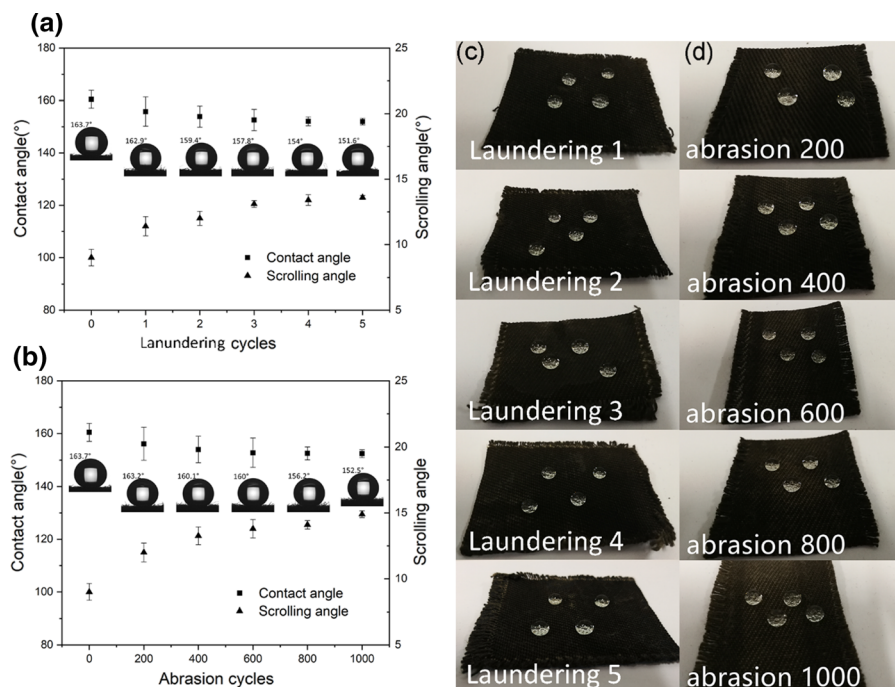 (a)
180
160
140
120
100
80
25
20
15
10
5
Contact angle(°)
Scrolling angle(°)
163.7°
162.9°
159.4°
157.8°
154°
151.6°
Contact angle
Scrolling angle
0 1 2 3 4 5
Lanundering cycles
(b)
180
160
140
120
100
80
25
20
15
10
5
Contact angle(°)
Scrolling angle
163.7°
163.2°
160.1°
160°
156.2°
152.5°
Contact angle
Scrolling angle
0 200 400 600 800 1000
Abrasion cycles
(c)
Laundering 1
Laundering 2
Laundering 3
Laundering 4
Laundering 5
(d)
abrasion 200
abrasion 400
abrasion 600
abrasion 800
abrasion 1000